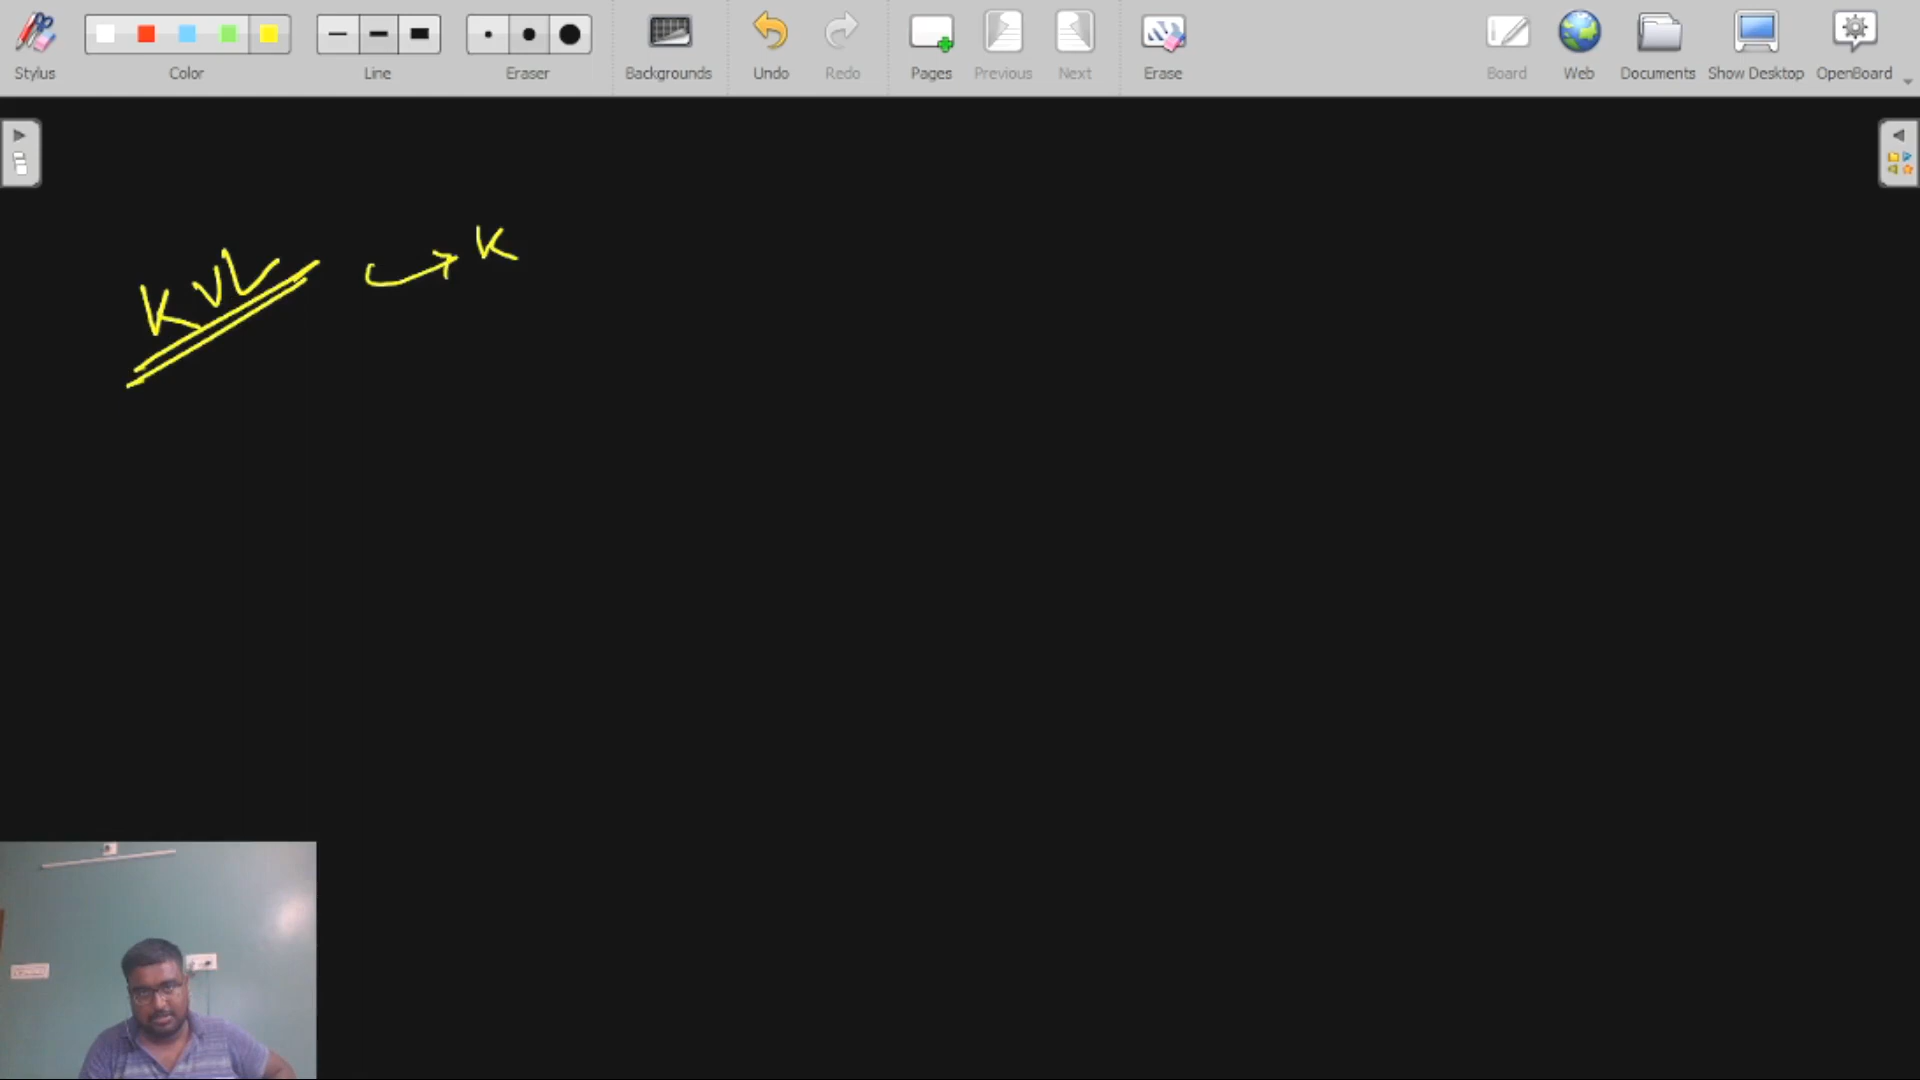 Stylus Color Line Eraser Backgrounds Undo Redo Pages Previous Next Erase Board Web Documents Show Desktop OpenBoard
KVL → K